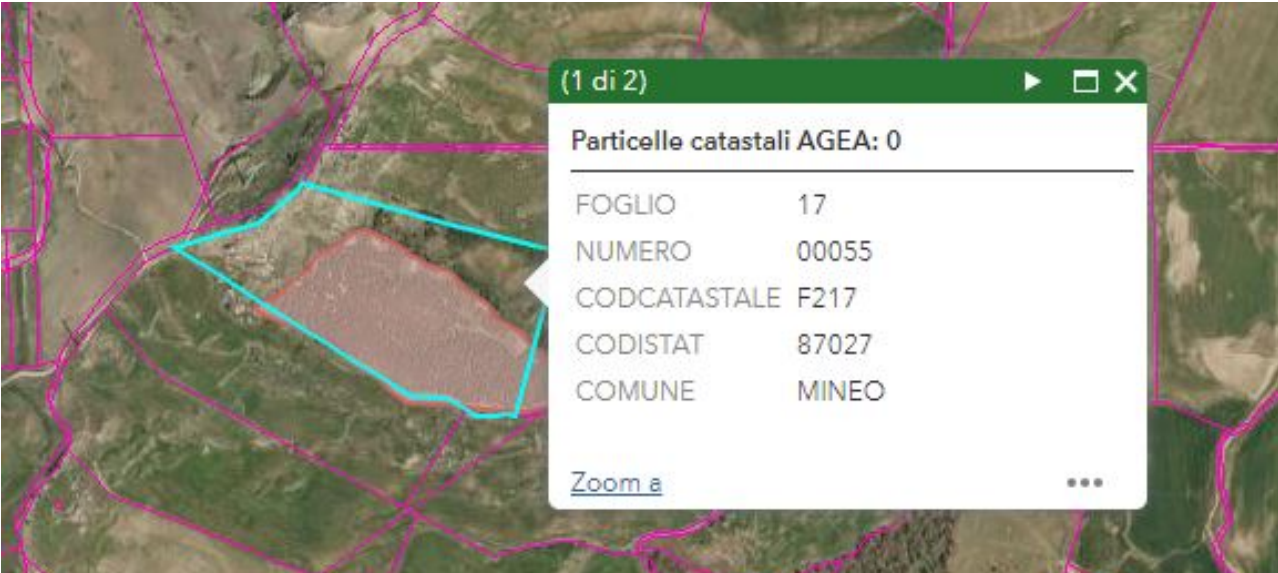 (1 di 2)
Particelle catastali AGEA: 0
FOGLIO 17
NUMERO 00055
CODCATASTALE F217
CODISTAT 87027
COMUNE MINEO
Zoom a